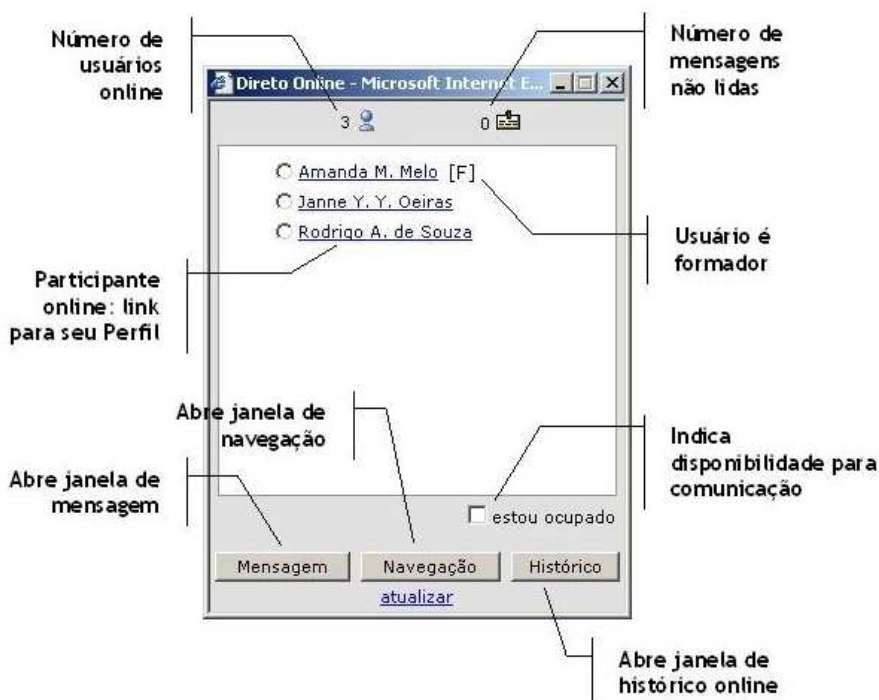 Número de
usuários
online
Número de
mensagens
não lidas
Direto Online - Microsoft Internet E...
3
0
Amanda M. Melo [F]
Janne Y. Y. Oeiras
Rodrigo A. de Souza
Usuário é
formador
Participante
online: link
para seu Perfil
Abre janela de
navegação
Indica
disponibilidade para
comunicação
Abre janela de
mensagem
estou ocupado
Mensagem
Navegação
Histórico
atualizar
Abre janela de
histórico online